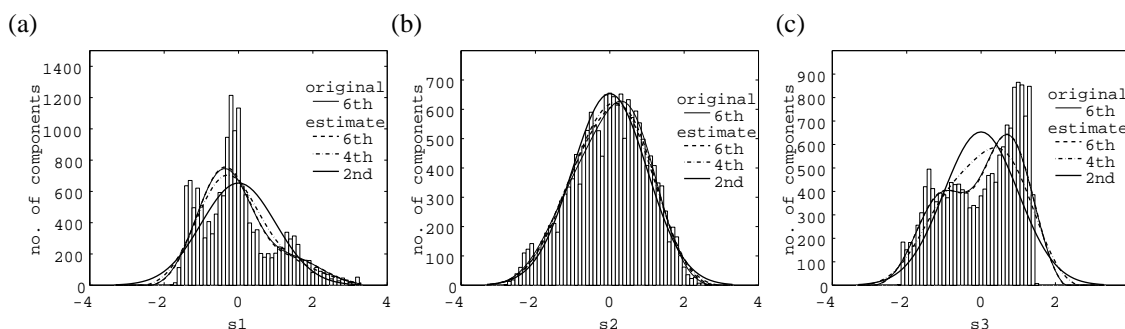 (a)
no. of components
1400
1200
1000
800
600
400
200
0
-4
-2
0
2
4
s1
original
6th
estimate
6th
4th
2nd
(b)
no. of components
700
600
500
400
300
200
100
0
-4
-2
0
2
4
s2
original
6th
estimate
6th
4th
2nd
(c)
no. of components
900
800
700
600
500
400
300
200
100
0
-4
-2
0
2
4
s3
original
6th
estimate
6th
4th
2nd